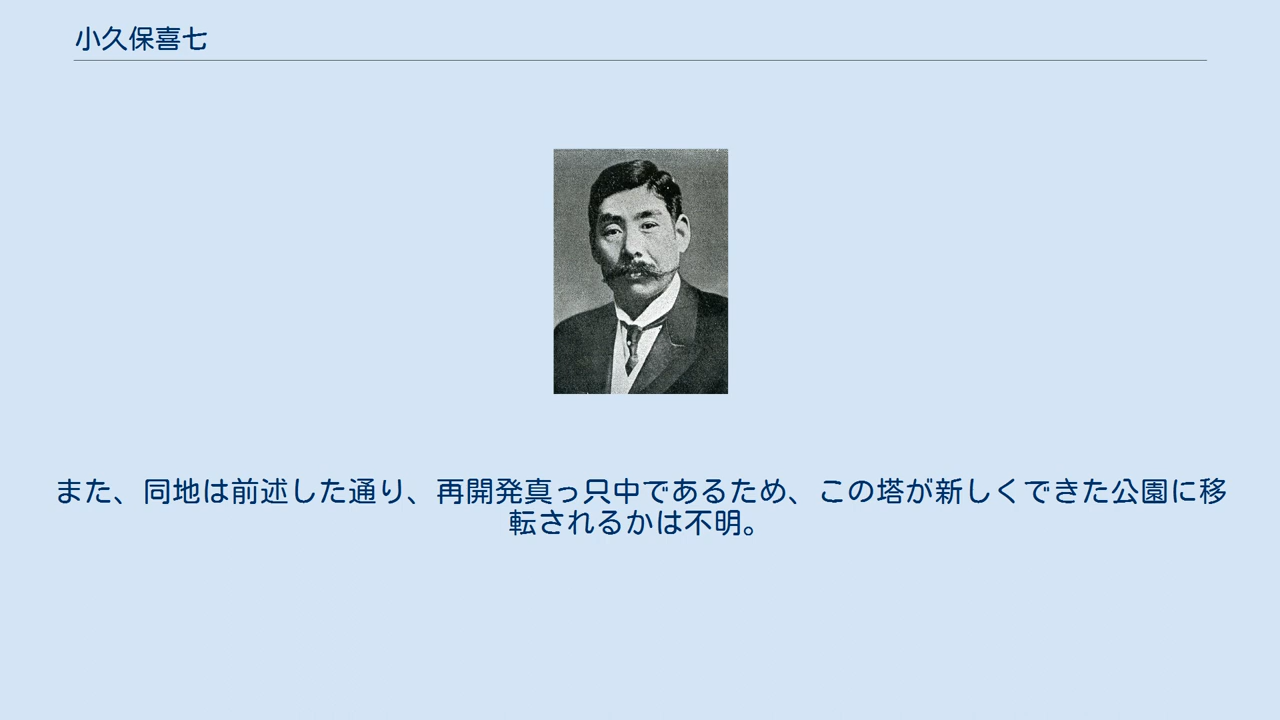 小久保喜七
また、同地は前述した通り、再開発真っ只中であるため、この塔が新しくできた公園に移
転されるかは不明。